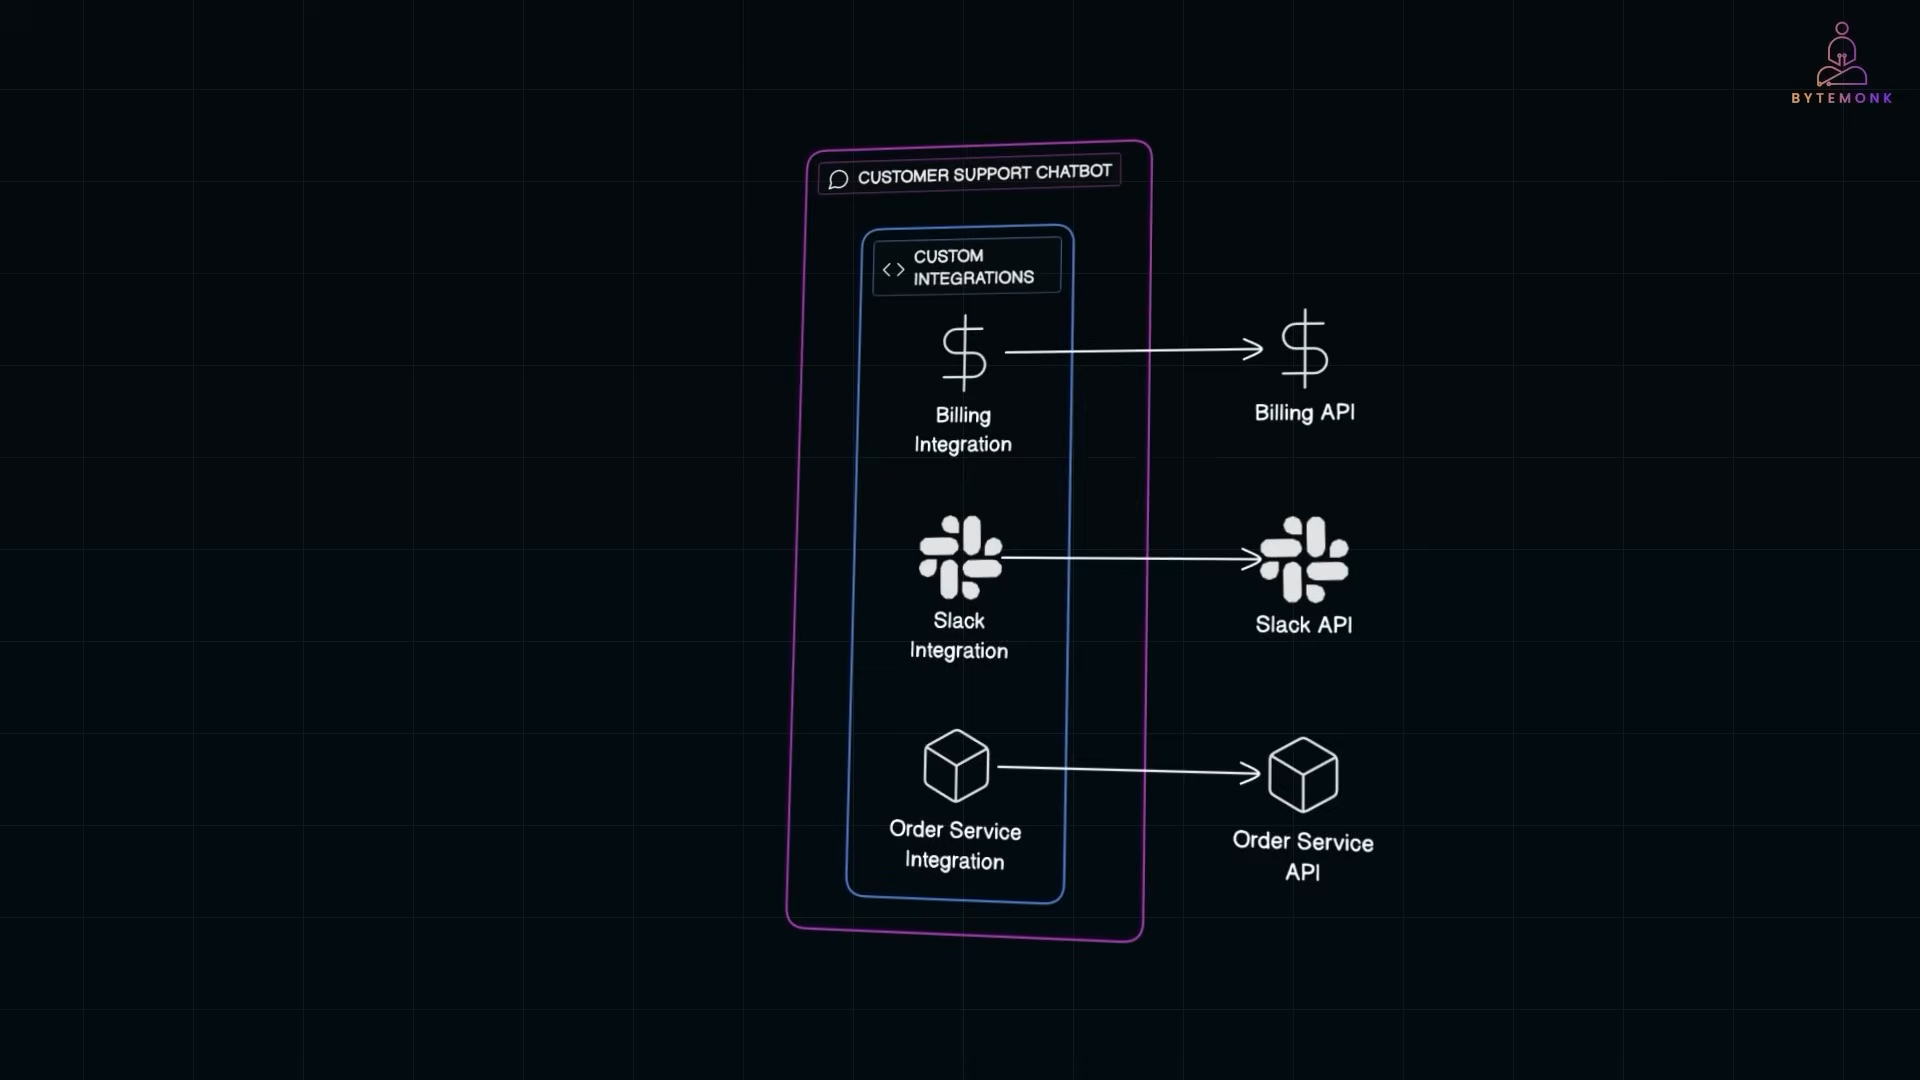 BYTEMONK
CUSTOMER SUPPORT CHATBOT
CUSTOM
INTEGRATIONS
Billing
Integration
Billing API
Slack
Integration
Slack API
Order Service
Integration
Order Service
API